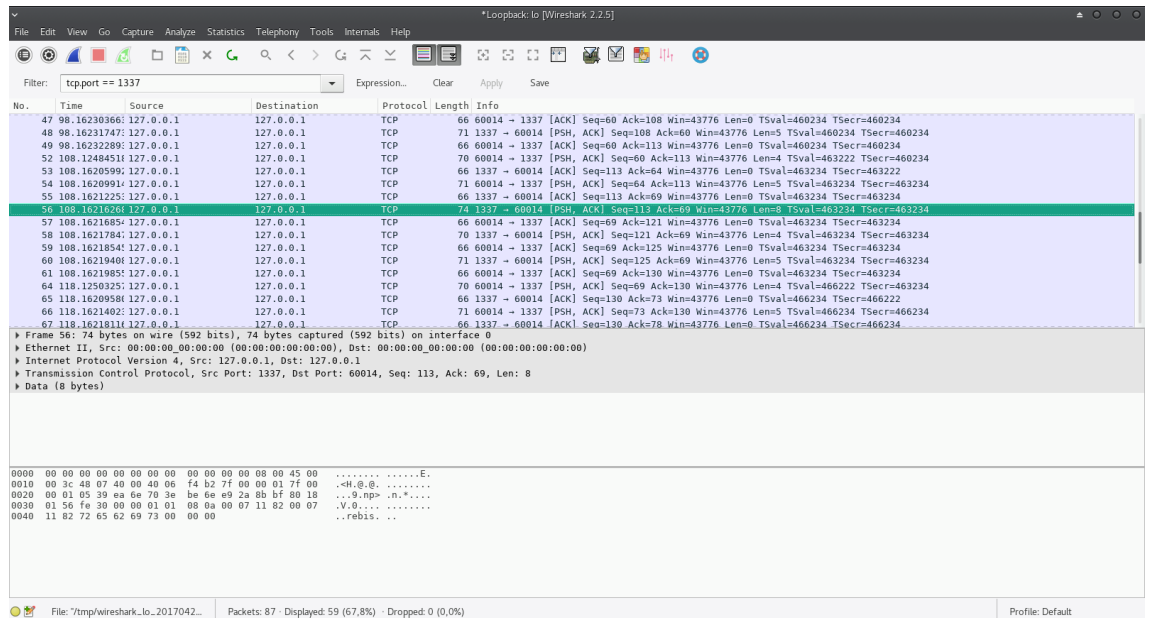 *Loopback: lo [Wireshark 2.2.5]
File Edit View Go Capture Analyze Statistics Telephony Tools Internals Help
Filter: tcp.port == 1337 Expression... Clear Apply Save
No. Time Source Destination Protocol Length Info
47 98.16230366 127.0.0.1 127.0.0.1 TCP 66 60014 → 1337 [ACK] Seq=60 Ack=108 Win=43776 Len=0 TSval=460234 TSecr=460234
48 98.16231747 127.0.0.1 127.0.0.1 TCP 71 1337 → 60014 [PSH, ACK] Seq=108 Ack=60 Win=43776 Len=5 TSval=460234 TSecr=460234
49 98.16232289 127.0.0.1 127.0.0.1 TCP 66 60014 → 1337 [ACK] Seq=60 Ack=113 Win=43776 Len=0 TSval=460234 TSecr=460234
52 108.1248451 127.0.0.1 127.0.0.1 TCP 70 60014 → 1337 [PSH, ACK] Seq=60 Ack=113 Win=43776 Len=4 TSval=463222 TSecr=460234
53 108.1620599 127.0.0.1 127.0.0.1 TCP 66 1337 → 60014 [ACK] Seq=113 Ack=64 Win=43776 Len=0 TSval=463234 TSecr=463222
54 108.1620991 127.0.0.1 127.0.0.1 TCP 71 60014 → 1337 [PSH, ACK] Seq=64 Ack=113 Win=43776 Len=5 TSval=463234 TSecr=463234
55 108.1621225 127.0.0.1 127.0.0.1 TCP 66 1337 → 60014 [ACK] Seq=113 Ack=69 Win=43776 Len=0 TSval=463234 TSecr=463234
56 108.1621626 127.0.0.1 127.0.0.1 TCP 74 1337 → 60014 [PSH, ACK] Seq=113 Ack=69 Win=43776 Len=8 TSval=463234 TSecr=463234
57 108.1621685 127.0.0.1 127.0.0.1 TCP 66 60014 → 1337 [ACK] Seq=69 Ack=121 Win=43776 Len=0 TSval=463234 TSecr=463234
58 108.1621784 127.0.0.1 127.0.0.1 TCP 70 1337 → 60014 [PSH, ACK] Seq=121 Ack=69 Win=43776 Len=4 TSval=463234 TSecr=463234
59 108.1621854 127.0.0.1 127.0.0.1 TCP 66 60014 → 1337 [ACK] Seq=69 Ack=125 Win=43776 Len=0 TSval=463234 TSecr=463234
60 108.1621940 127.0.0.1 127.0.0.1 TCP 71 1337 → 60014 [PSH, ACK] Seq=125 Ack=69 Win=43776 Len=5 TSval=463234 TSecr=463234
61 108.1621985 127.0.0.1 127.0.0.1 TCP 66 60014 → 1337 [ACK] Seq=69 Ack=130 Win=43776 Len=0 TSval=463234 TSecr=463234
64 118.1250325 127.0.0.1 127.0.0.1 TCP 70 60014 → 1337 [PSH, ACK] Seq=69 Ack=130 Win=43776 Len=4 TSval=466222 TSecr=463234
65 118.1620958 127.0.0.1 127.0.0.1 TCP 66 1337 → 60014 [ACK] Seq=130 Ack=73 Win=43776 Len=0 TSval=466234 TSecr=466222
66 118.1621402 127.0.0.1 127.0.0.1 TCP 71 60014 → 1337 [PSH, ACK] Seq=73 Ack=130 Win=43776 Len=5 TSval=466234 TSecr=466234
67 118.1621811 127.0.0.1 127.0.0.1 TCP 66 1337 → 60014 [ACK] Seq=130 Ack=78 Win=43776 Len=0 TSval=466234 TSecr=466234
Frame 56: 74 bytes on wire (592 bits), 74 bytes captured (592 bits) on interface 0
Ethernet II, Src: 00:00:00_00:00:00 (00:00:00:00:00:00), Dst: 00:00:00_00:00:00 (00:00:00:00:00:00)
Internet Protocol Version 4, Src: 127.0.0.1, Dst: 127.0.0.1
Transmission Control Protocol, Src Port: 1337, Dst Port: 60014, Seq: 113, Ack: 69, Len: 8
Data (8 bytes)
0000 00 00 00 00 00 00 00 00 00 00 00 00 08 00 45 00 ........ ......E.
0010 00 3c 48 07 40 00 40 06 f4 b2 7f 00 00 01 7f 00 .<H.@.@. ........
0020 00 01 05 39 ea 6e 70 3e be 6e e9 2a 8b bf 80 18 ...9.np> .n.*....
0030 01 56 fe 30 00 00 01 01 08 0a 00 07 11 82 00 07 .V.0.... ........
0040 11 82 72 65 62 69 73 00 00 00 ..rebis. ..
File: "/tmp/wireshark_lo_2017042... Packets: 87 · Displayed: 59 (67,8%) · Dropped: 0 (0,0%) Profile: Default